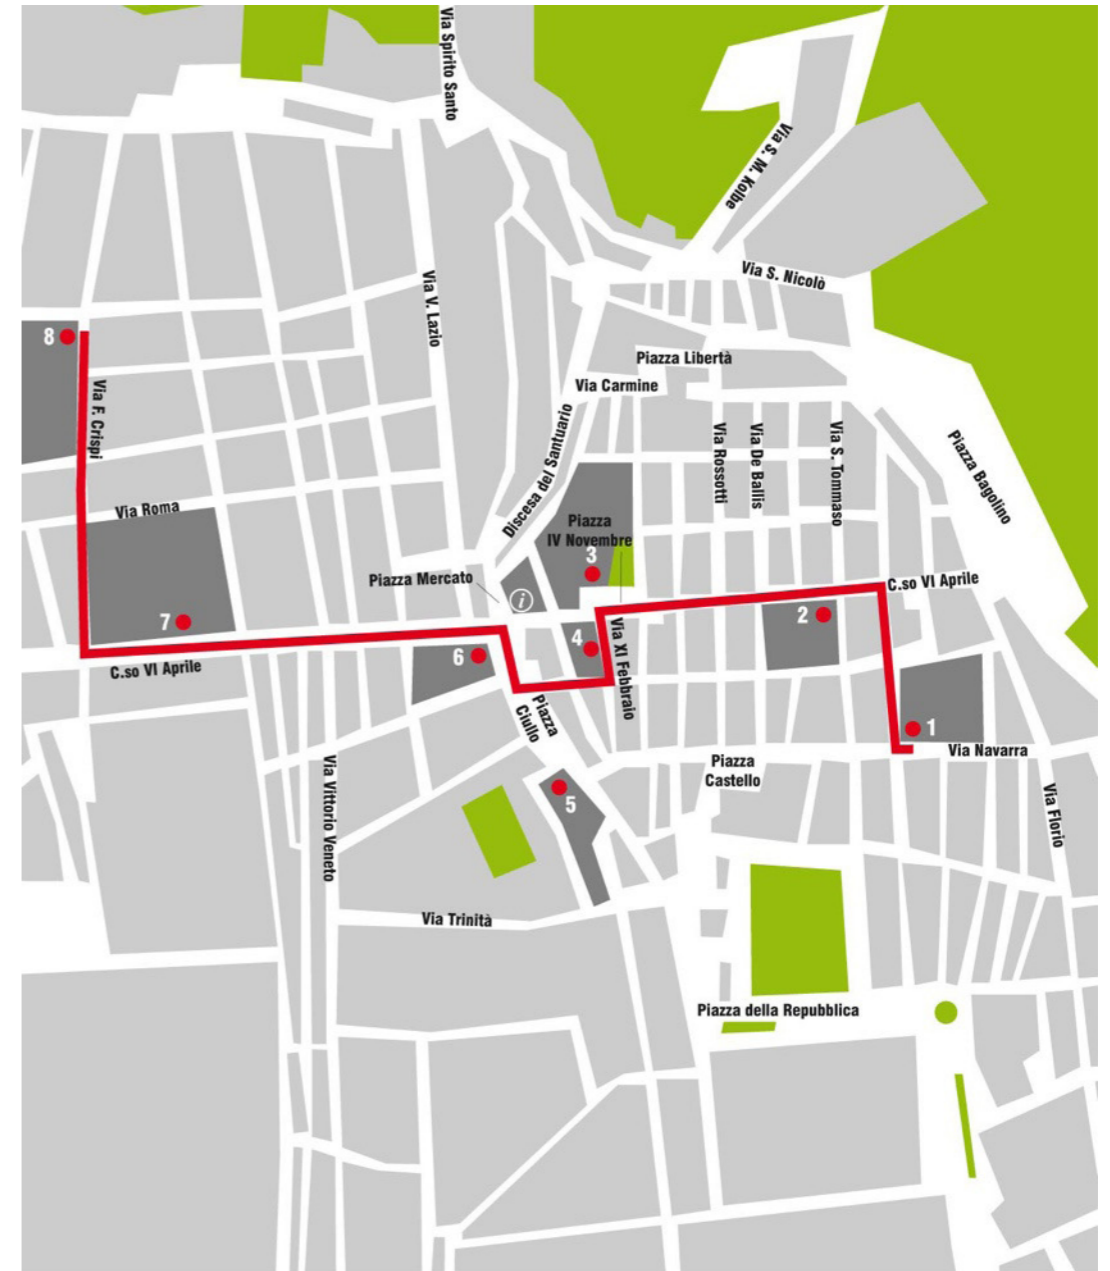 Via Spirito Santo
Via S. M. Kolbe
Via S. Nicolò
Via V. Lazio
Piazza Libertà
Via Carmine
8
Via F. Crispi
Discesa del Santuario
Via Rossotti
Via De Ballis
Via S. Tommaso
Piazza Bagolino
Via Roma
Piazza
IV Novembre
3
Piazza Mercato
i
C.so VI Aprile
7
2
4
Via XI Febbraio
6
C.so VI Aprile
Piazza
Ciullo
1
Via Navarra
Piazza
Castello
Via Vittorio Veneto
5
Via Florio
Via Trinità
Piazza della Repubblica